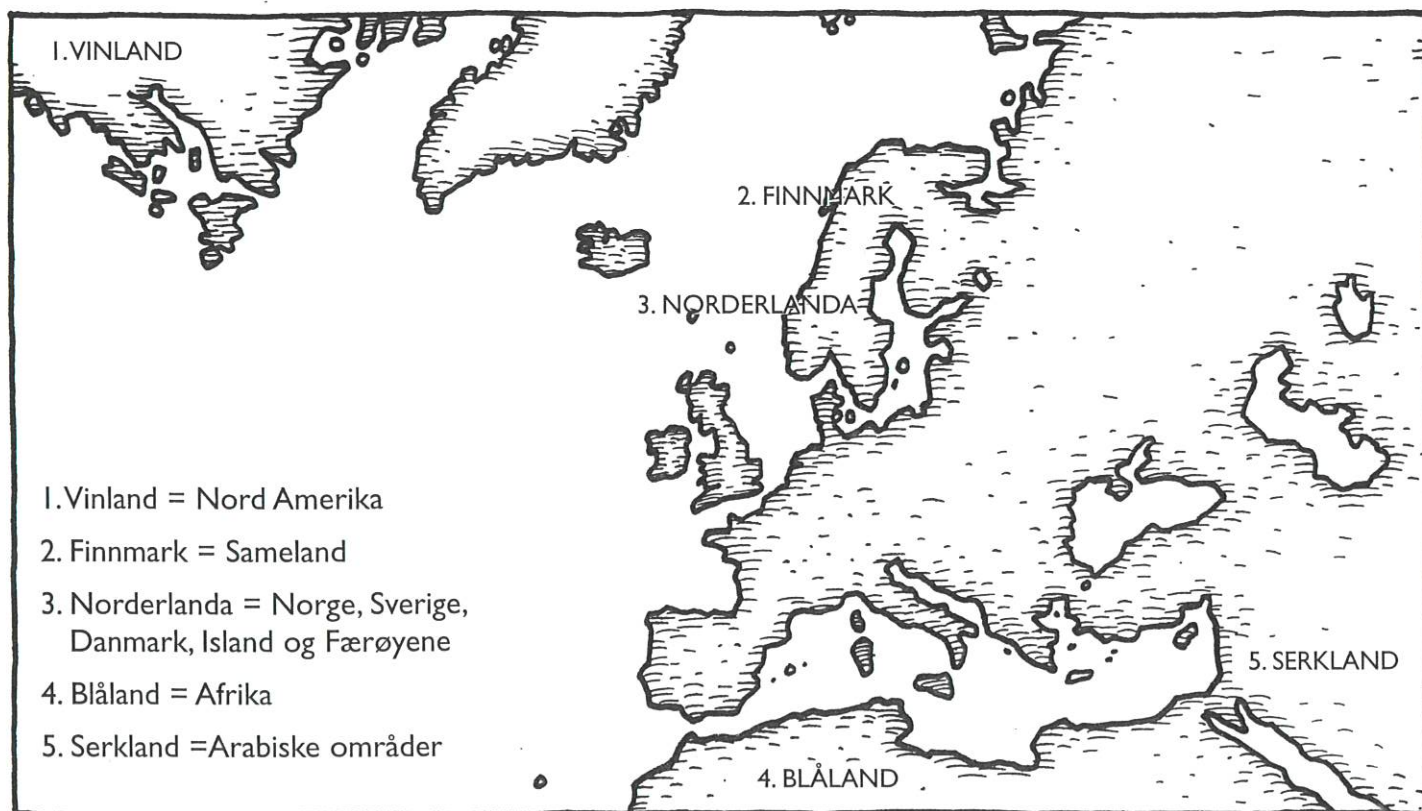 1. VINLAND
2. FINNMARK
3. NORDERLANDA
1. Vinland = Nord Amerika
2. Finnmark = Sameland
3. Norderlanda = Norge, Sverige,
Danmark, Island og Færøyene
4. Blåland = Afrika
5. Serkland =Arabiske områder
5. SERKLAND
4. BLÅLAND